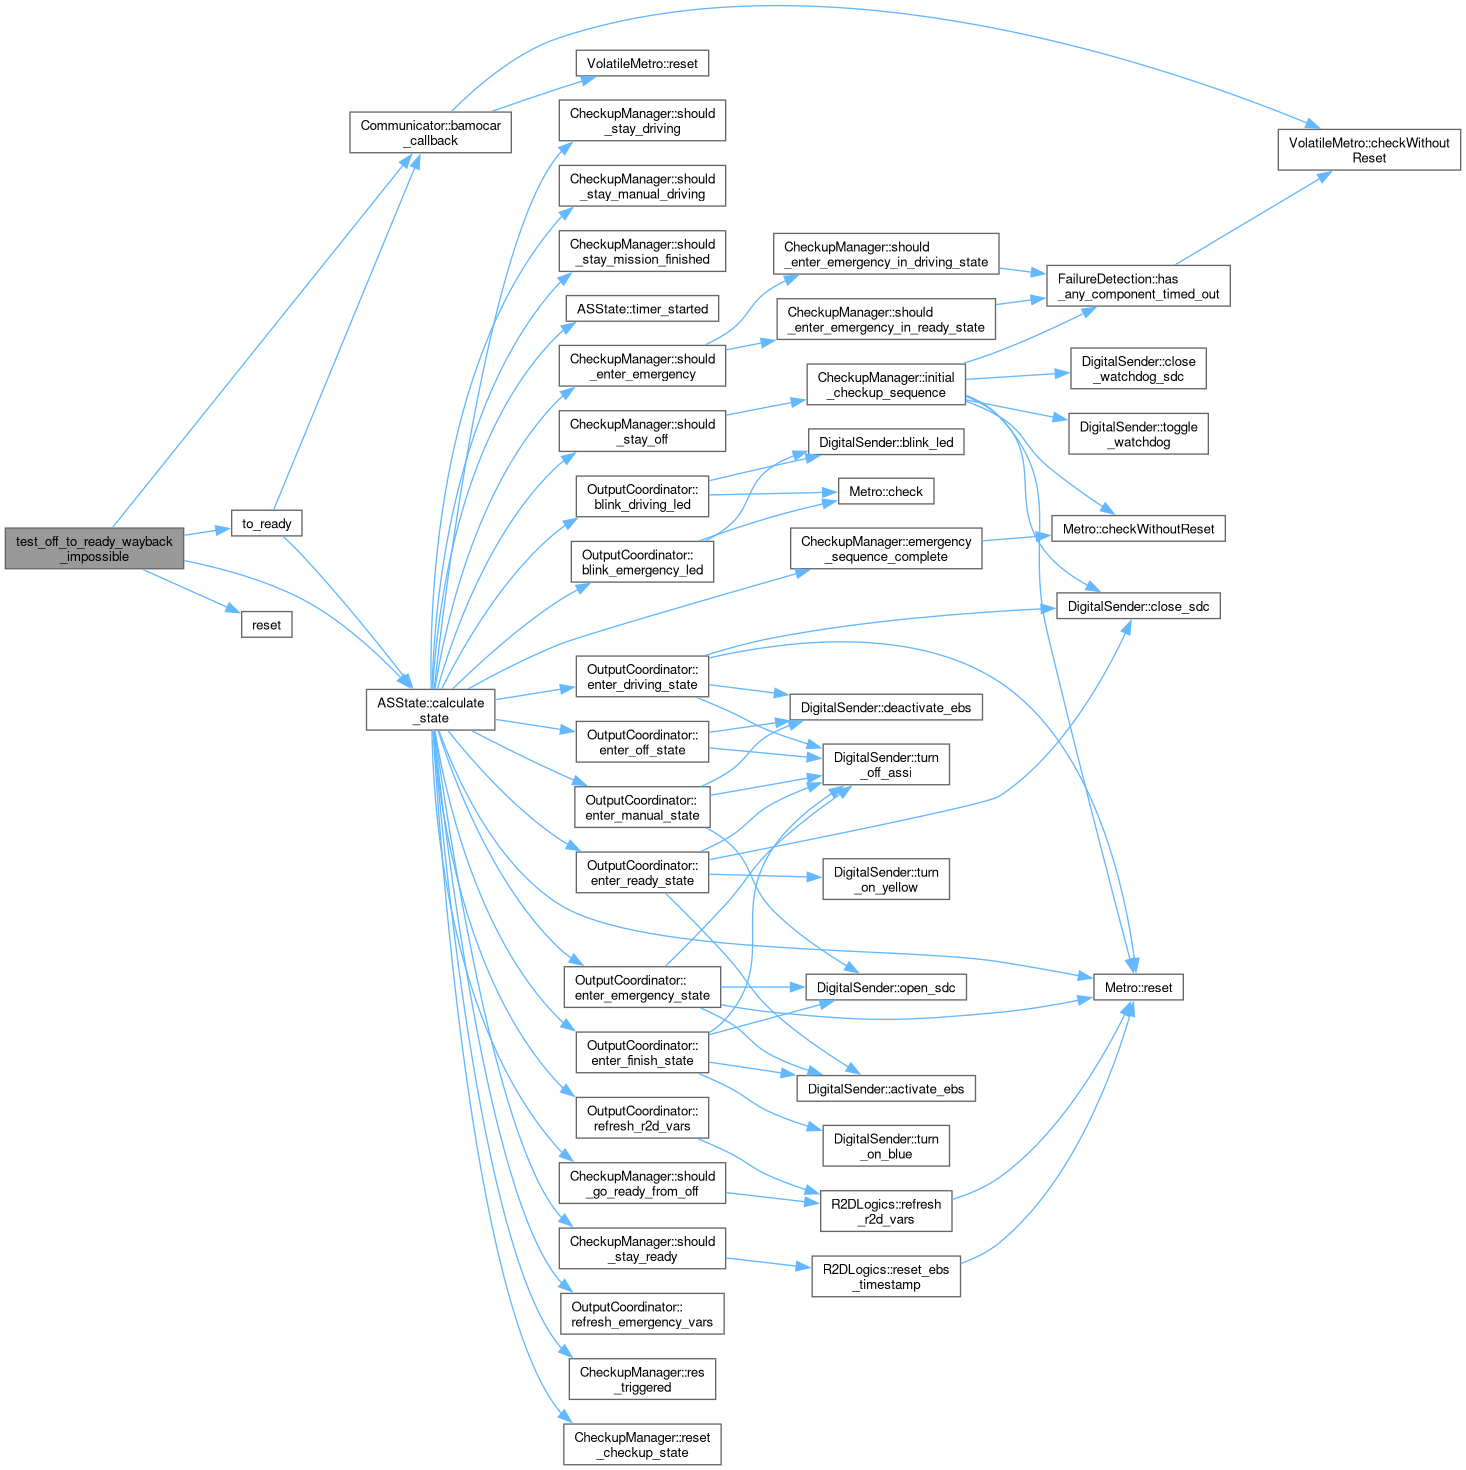 test_off_to_ready_wayback
_impossible
to_ready
reset
Communicator::bamocar
_callback
ASState::calculate
_state
VolatileMetro::reset
CheckupManager::should
_stay_driving
CheckupManager::should
_stay_manual_driving
CheckupManager::should
_stay_mission_finished
ASState::timer_started
CheckupManager::should
_enter_emergency
CheckupManager::should
_stay_off
OutputCoordinator::
blink_driving_led
OutputCoordinator::
blink_emergency_led
OutputCoordinator::
enter_driving_state
OutputCoordinator::
enter_off_state
OutputCoordinator::
enter_manual_state
OutputCoordinator::
enter_ready_state
OutputCoordinator::
enter_emergency_state
OutputCoordinator::
enter_finish_state
OutputCoordinator::
refresh_r2d_vars
CheckupManager::should
_go_ready_from_off
CheckupManager::should
_stay_ready
OutputCoordinator::
refresh_emergency_vars
CheckupManager::res
_triggered
CheckupManager::reset
_checkup_state
CheckupManager::should
_enter_emergency_in_driving_state
CheckupManager::should
_enter_emergency_in_ready_state
CheckupManager::initial
_checkup_sequence
DigitalSender::blink_led
Metro::check
CheckupManager::emergency
_sequence_complete
DigitalSender::deactivate_ebs
DigitalSender::turn
_off_assi
DigitalSender::turn
_on_yellow
DigitalSender::open_sdc
DigitalSender::activate_ebs
DigitalSender::turn
_on_blue
R2DLogics::refresh
_r2d_vars
R2DLogics::reset_ebs
_timestamp
FailureDetection::has
_any_component_timed_out
DigitalSender::close
_watchdog_sdc
DigitalSender::toggle
_watchdog
Metro::checkWithoutReset
DigitalSender::close_sdc
Metro::reset
VolatileMetro::checkWithout
Reset